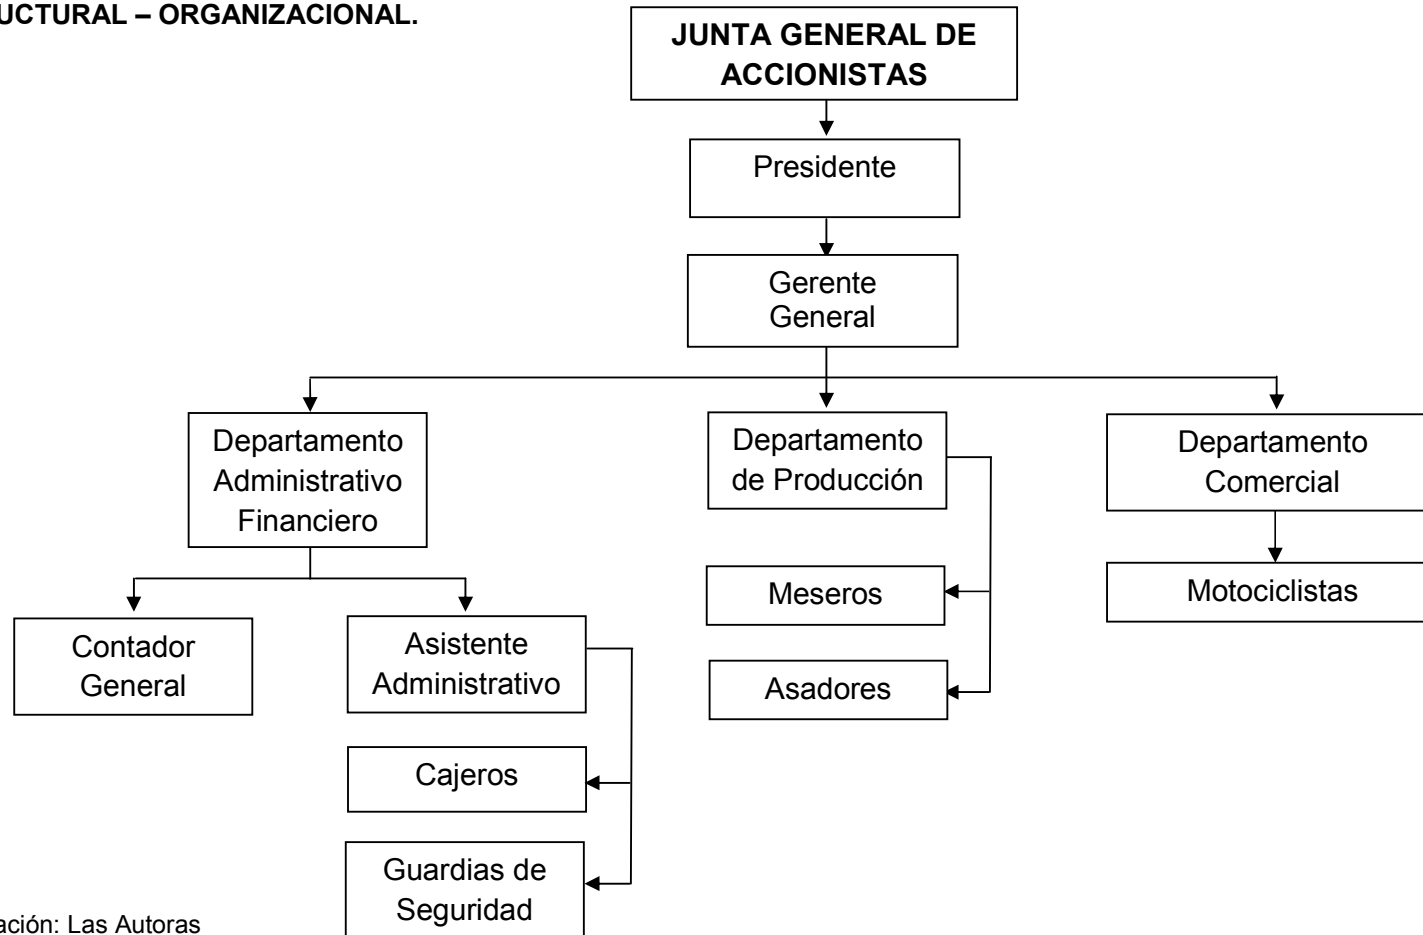 UCTURAL – ORGANIZACIONAL.
JUNTA GENERAL DE
ACCIONISTAS
Presidente
Gerente
General
Departamento
Administrativo
Financiero
Departamento
de Producción
Departamento
Comercial
Meseros
Motociclistas
Contador
General
Asistente
Administrativo
Asadores
Cajeros
Guardias de
Seguridad
ación: Las Autoras